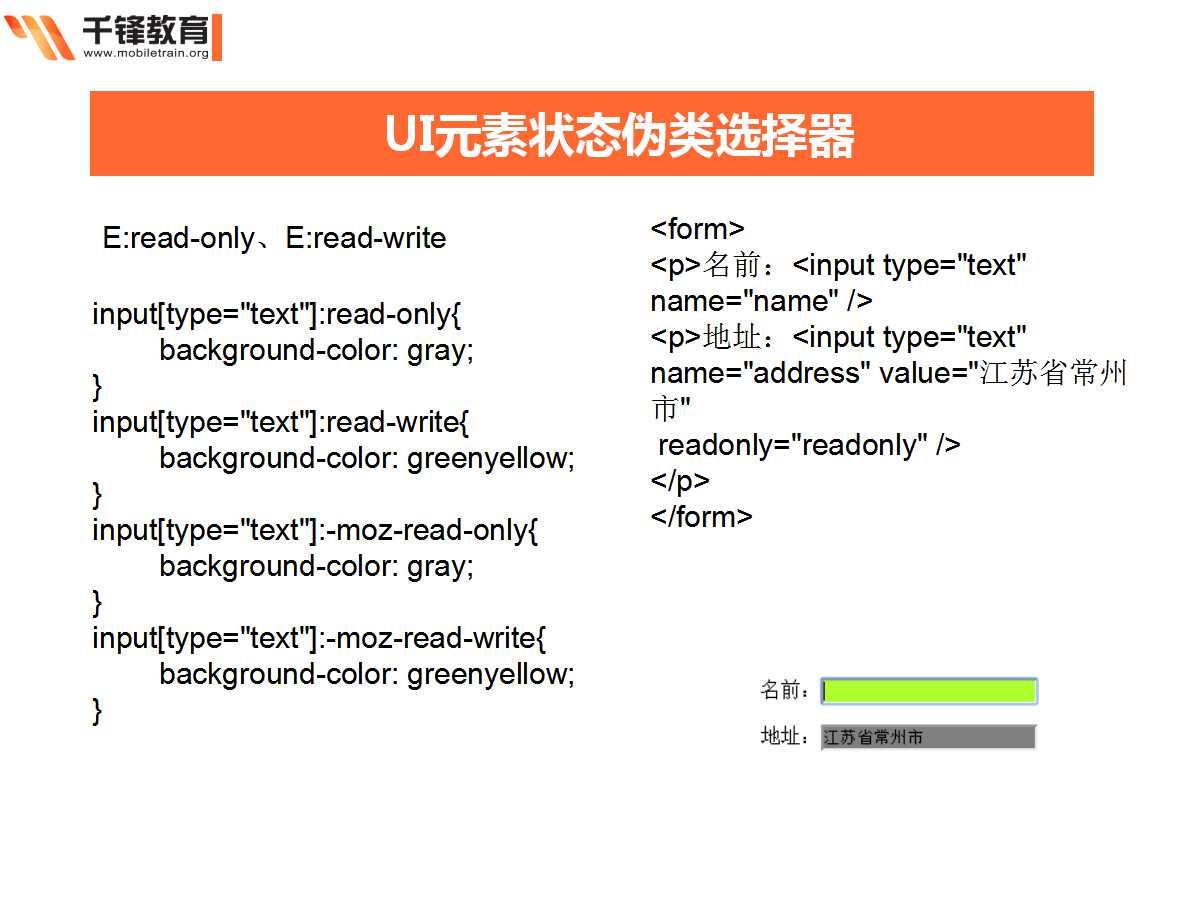 千锋教育
www.mobiletrain.org
UI元素状态伪类选择器
E:read-only、E:read-write
input[type="text"]:read-only{
background-color: gray;
}
input[type="text"]:read-write{
background-color: greenyellow;
}
input[type="text"]:-moz-read-only{
background-color: gray;
}
input[type="text"]:-moz-read-write{
background-color: greenyellow;
}
<form>
<p>名前：<input type="text"
name="name" />
<p>地址：<input type="text"
name="address" value="江苏省常州
市"
readonly="readonly" />
</p>
</form>
名前：
地址：江苏省常州市